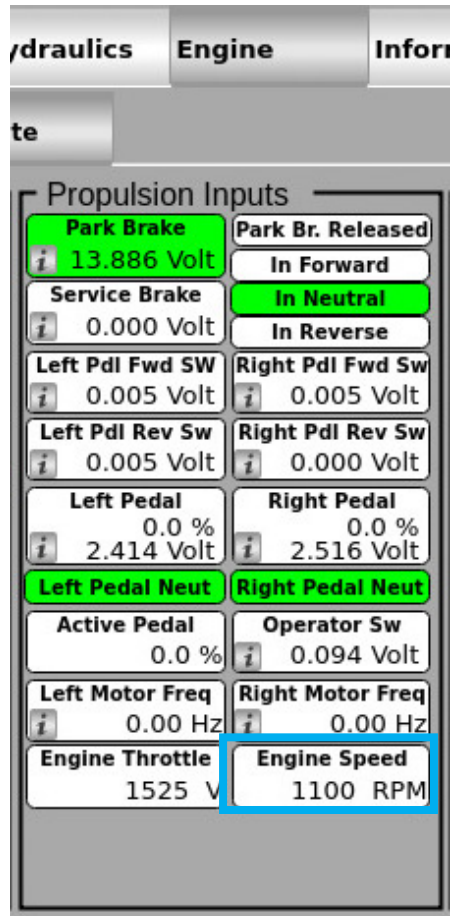 ydraulics Engine Infor
te
Propulsion Inputs
Park Brake Park Br. Released
i 13.886 Volt In Forward
Service Brake In Neutral
i 0.000 Volt In Reverse
Left Pdl Fwd SW Right Pdl Fwd Sw
i 0.005 Volt i 0.005 Volt
Left Pdl Rev Sw Right Pdl Rev Sw
i 0.005 Volt i 0.000 Volt
Left Pedal Right Pedal
0.0 % 0.0 %
i 2.414 Volt i 2.516 Volt
Left Pedal Neut Right Pedal Neut
Active Pedal Operator Sw
0.0 % i 0.094 Volt
Left Motor Freq Right Motor Freq
i 0.00 Hz i 0.00 Hz
Engine Throttle Engine Speed
1525 V 1100 RPM